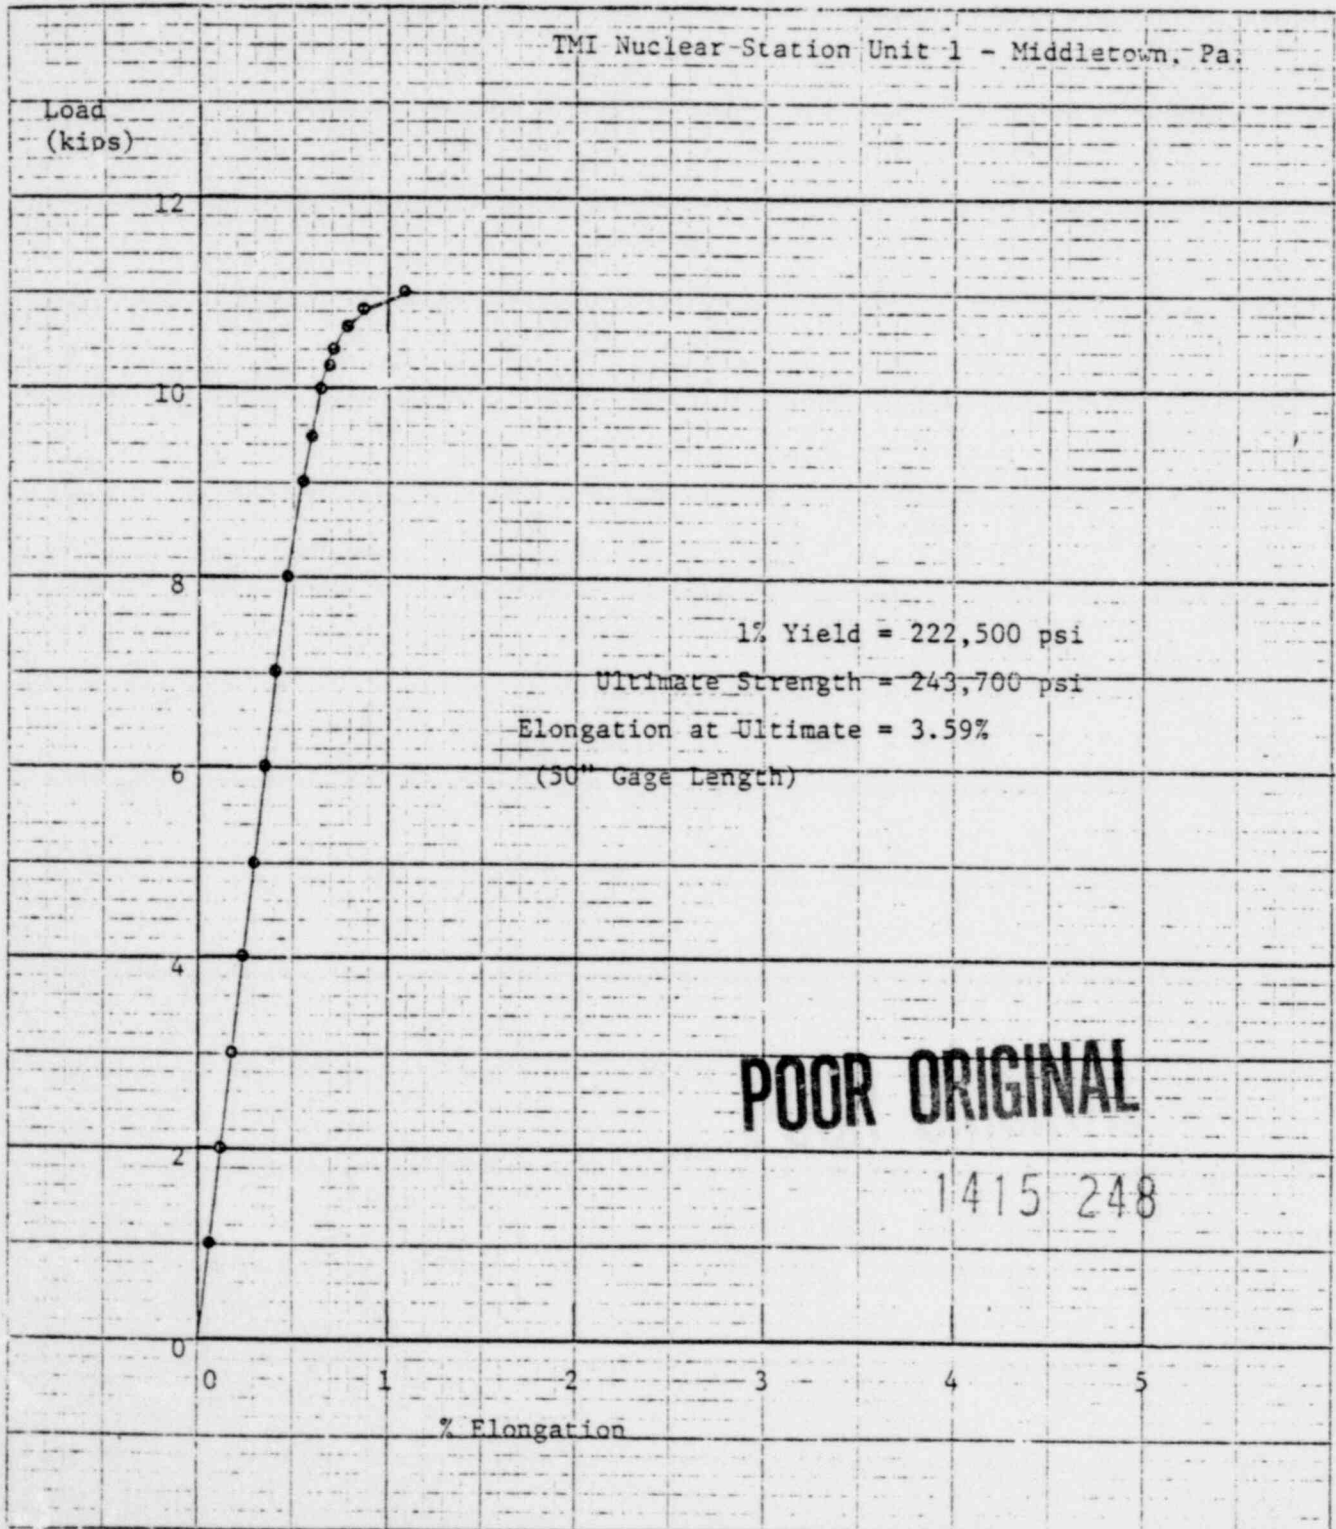 TMI Nuclear Station Unit 1 - Middletown, Pa.
Load
(kips)
12
10
8
1% Yield = 222,500 psi
Ultimate Strength = 243,700 psi
Elongation at Ultimate = 3.59%
6
(50" Gage Length)
4
POOR ORIGINAL
2
1415 248
0
0 1 2 3 4 5
% Elongation